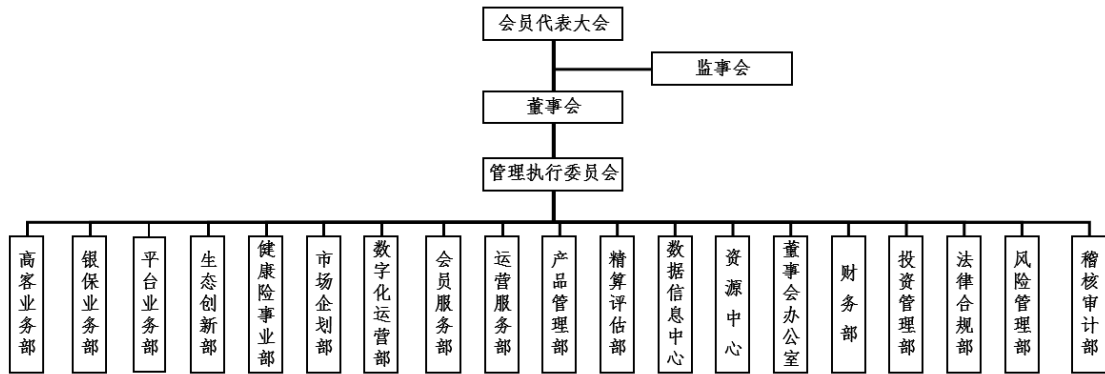 会员代表大会
监事会
董事会
管理执行委员会
高客业务部
银保业务部
平台业务部
生态创新部
健康险事业部
市场企划部
数字化运营部
会员服务部
运营服务部
产品管理部
精算评估部
数据信息中心
资源中心
董事会办公室
财务部
投资管理部
法律合规部
风险管理部
稽核审计部